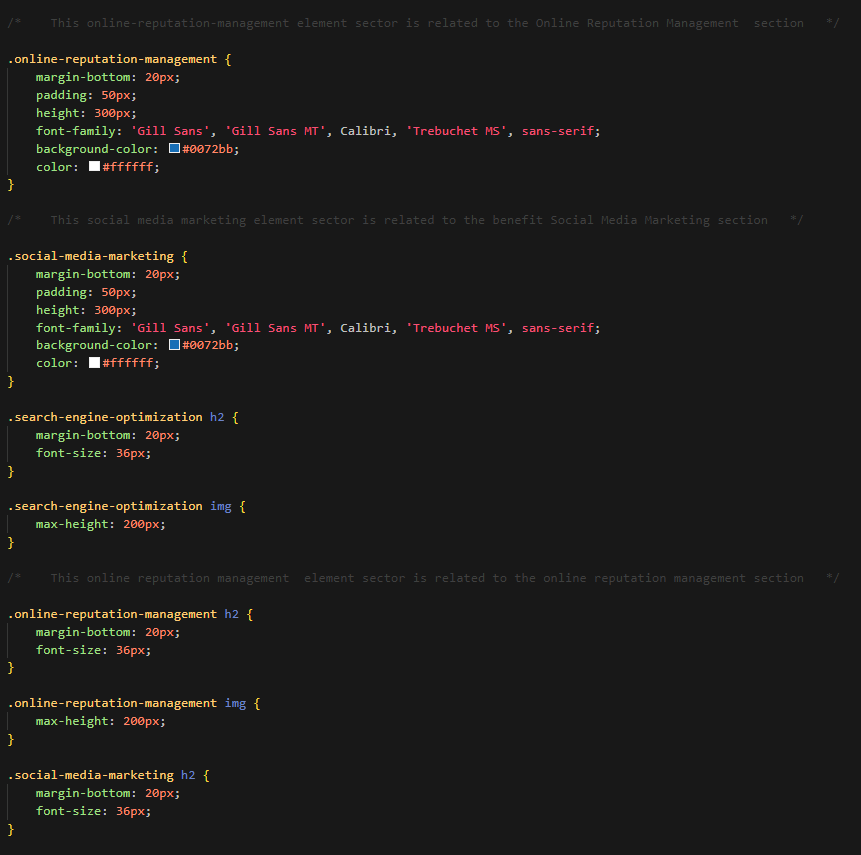 /*    This online-reputation-management element sector is related to the Online Reputation Management  section   */
.online-reputation-management {
    margin-bottom: 20px;
    padding: 50px;
    height: 300px;
    font-family: 'Gill Sans', 'Gill Sans MT', Calibri, 'Trebuchet MS', sans-serif;
    background-color: #0072bb;
    color: #ffffff;
}
/*    This social media marketing element sector is related to the benefit Social Media Marketing section   */
.social-media-marketing {
    margin-bottom: 20px;
    padding: 50px;
    height: 300px;
    font-family: 'Gill Sans', 'Gill Sans MT', Calibri, 'Trebuchet MS', sans-serif;
    background-color: #0072bb;
    color: #ffffff;
}
.search-engine-optimization h2 {
    margin-bottom: 20px;
    font-size: 36px;
}
.search-engine-optimization img {
    max-height: 200px;
}
/*    This online reputation management  element sector is related to the online reputation management section   */
.online-reputation-management h2 {
    margin-bottom: 20px;
    font-size: 36px;
}
.online-reputation-management img {
    max-height: 200px;
}
.social-media-marketing h2 {
    margin-bottom: 20px;
    font-size: 36px;
}